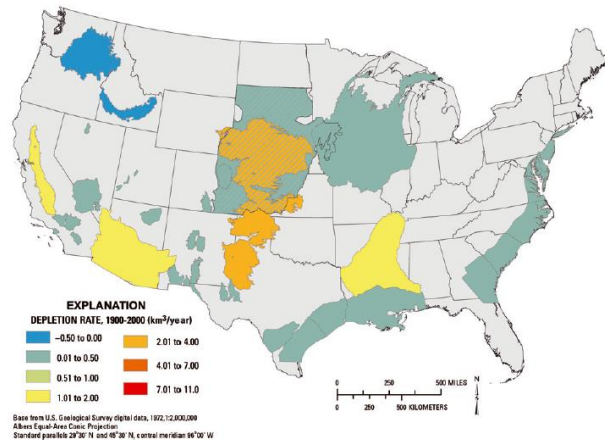 EXPLANATION
DEPLETION RATE, 1900-2000 (km³/year)
−0.50 to 0.00
0.01 to 0.50
0.51 to 1.00
1.01 to 2.00
2.01 to 4.00
4.01 to 7.00
7.01 to 11.0
0 250 500 MILES
0 250 500 KILOMETERS
N
Base from U.S. Geological Survey digital data, 1972,1:2,000,000
Albers Equal-Area Conic Projection
Standard parallels 29°30' N and 45°30' N, central meridian 96°00' W